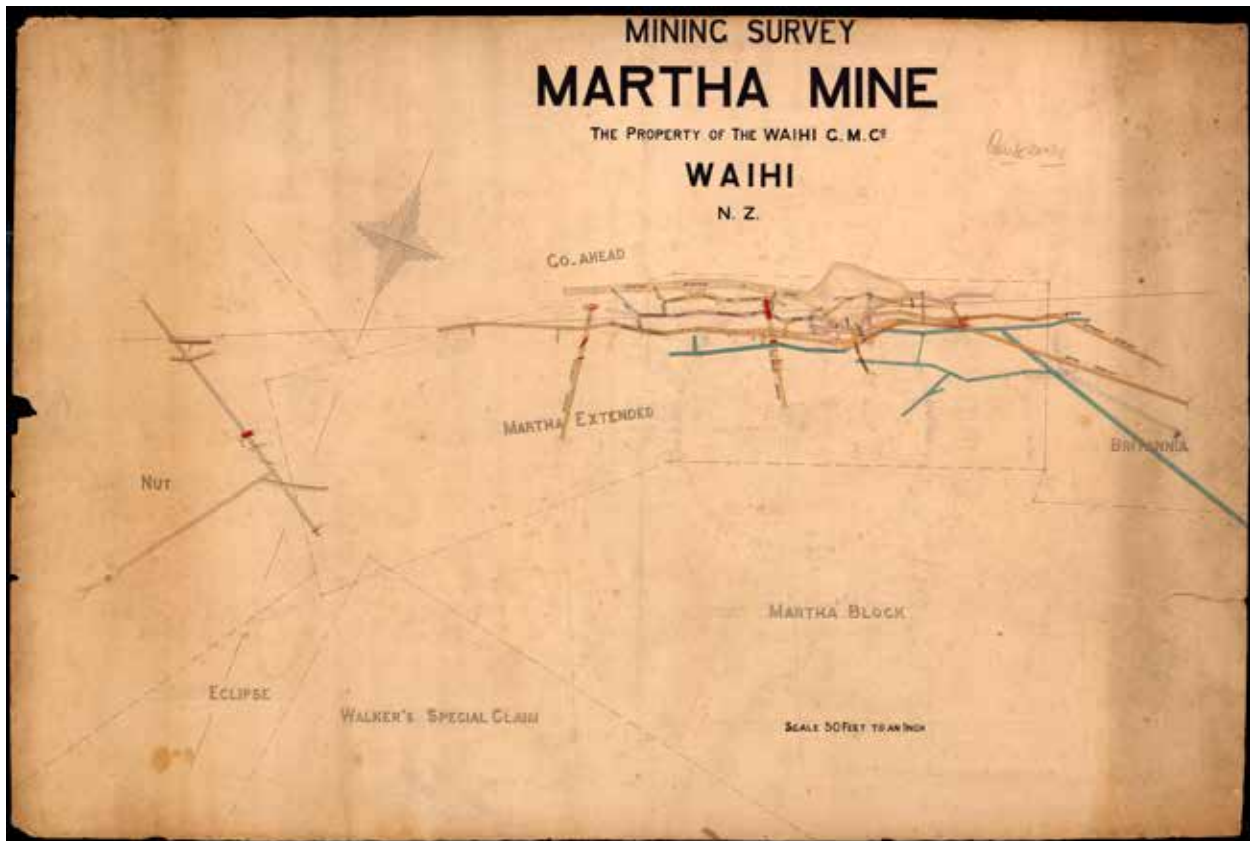 MINING SURVEY
MARTHA MINE
THE PROPERTY OF THE WAIHI G. M. Co
WAIHI
N. Z.
GO-AHEAD
MARTHA EXTENDED
BRITANNIA
NUT
MARTHA BLOCK
ECLIPSE
WALKER'S SPECIAL CLAIM
SCALE 50 FEET TO AN INCH